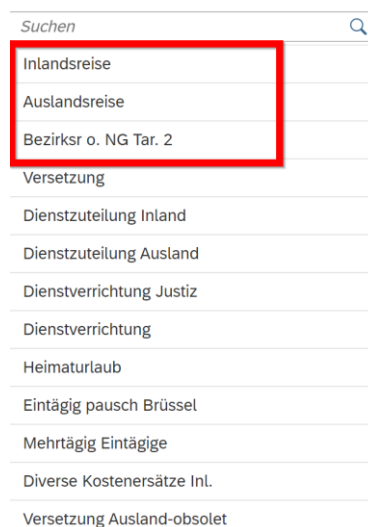 Suchen
Inlandsreise
Auslandsreise
Bezirksr o. NG Tar. 2
Versetzung
Dienstzuteilung Inland
Dienstzuteilung Ausland
Dienstverrichtung Justiz
Dienstverrichtung
Heimaturlaub
Eintägig pausch Brüssel
Mehrtägig Eintägige
Diverse Kostenersätze Inl.
Versetzung Ausland-obsolet